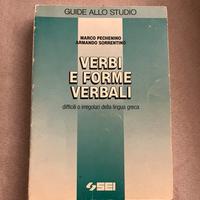 GUIDE ALLO STUDIO
MARCO PECHENINO
ARMANDO SORRENTINO
VERBI
E FORME
VERBALI
difficili o irregolari della lingua greca
SEI